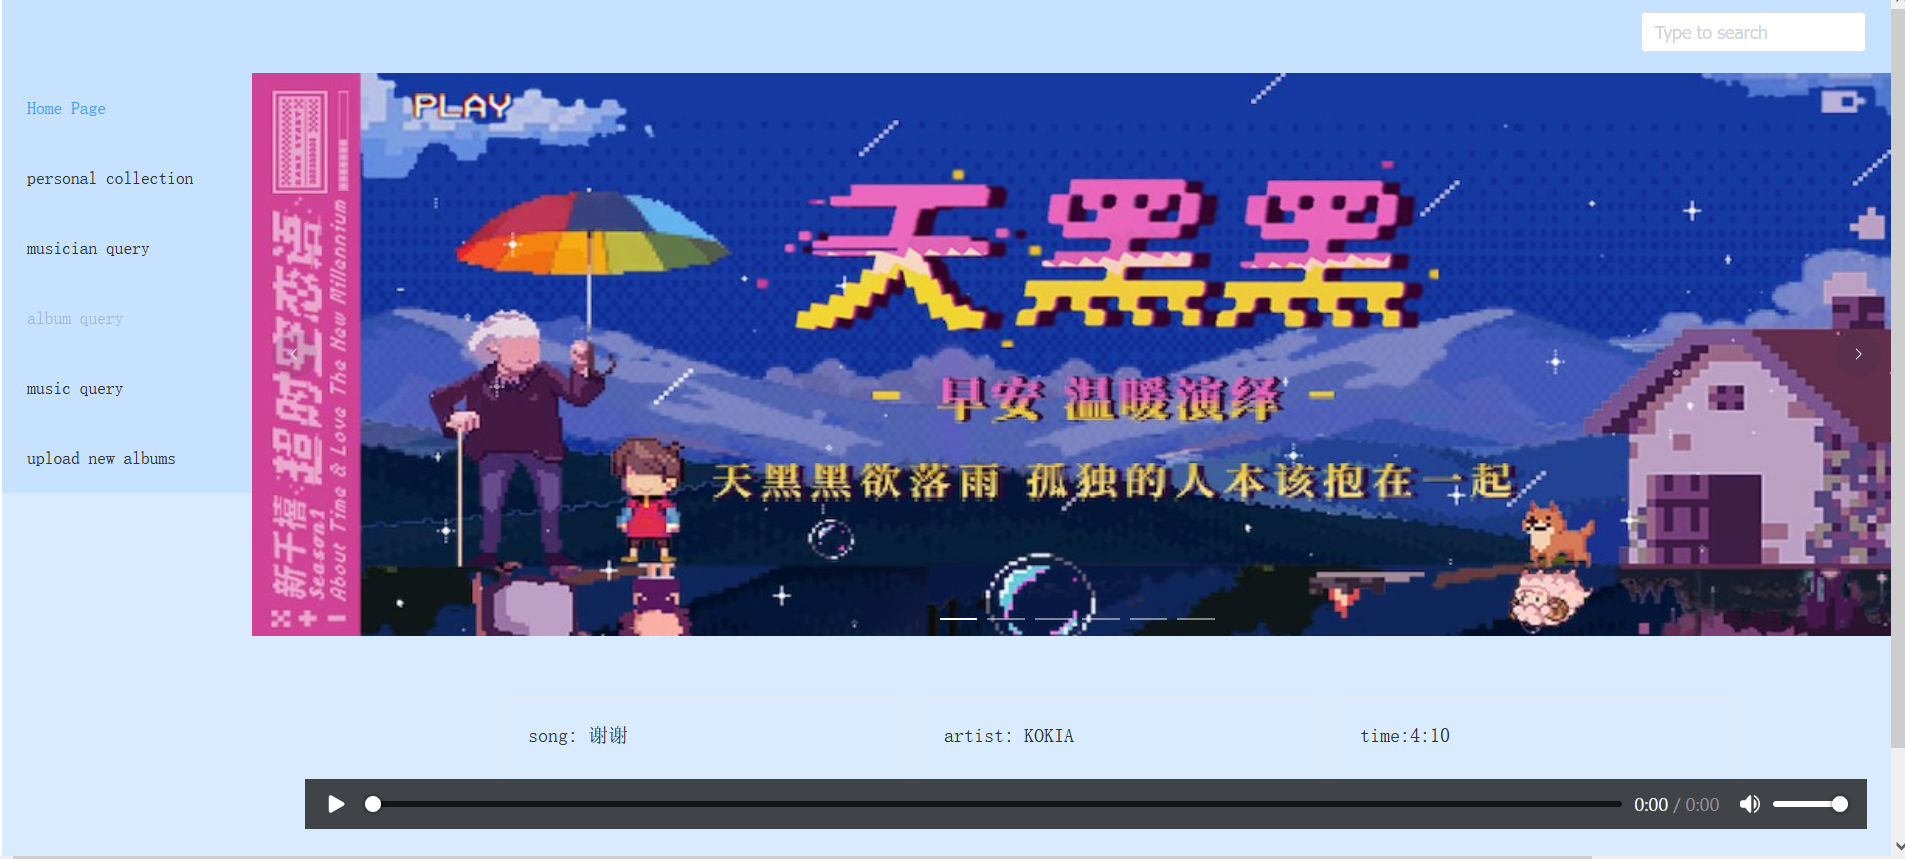 Type to search
Home Page
personal collection
musician query
album query
music query
upload new albums
PLAY
新千禧 超时空恋语
Season1
About Time & Love The New Millennium
天黑黑
- 早安 温暖演绎 -
天黑黑欲落雨 孤独的人本该抱在一起
song: 谢谢
artist: KOKIA
time:4:10
0:00 / 0:00